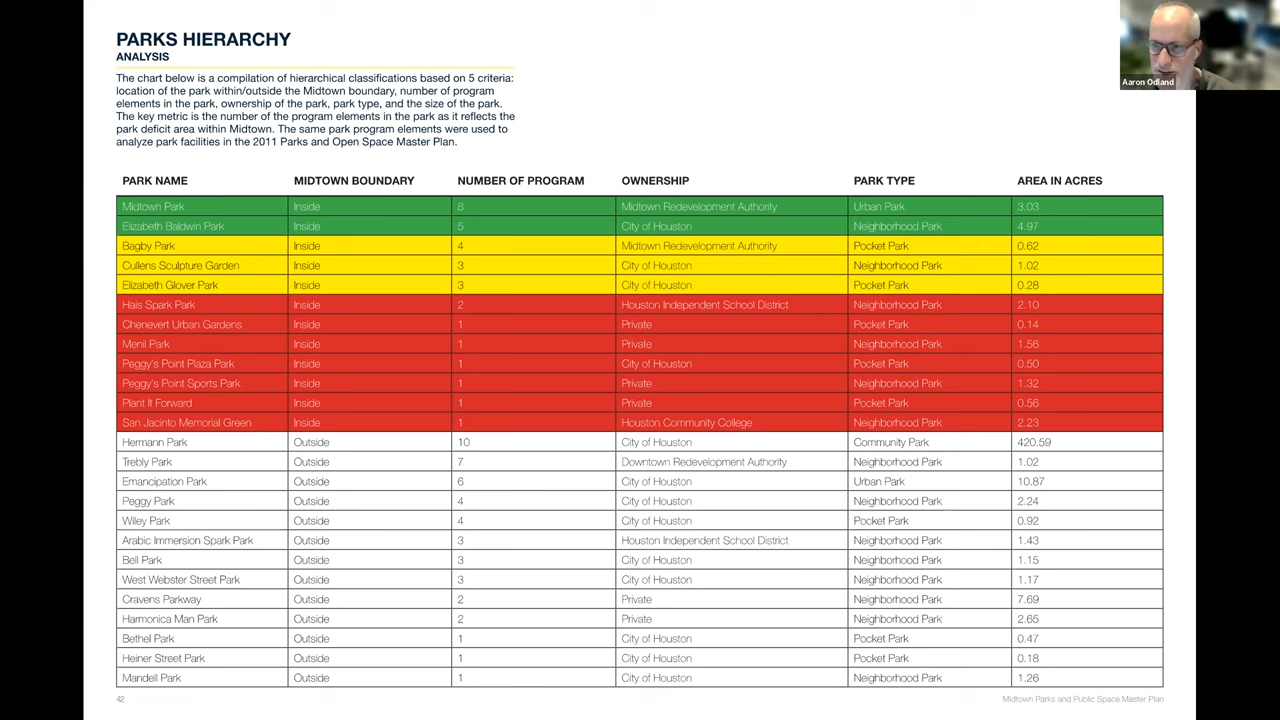 PARKS HIERARCHY
ANALYSIS
The chart below is a compilation of hierarchical classifications based on 5 criteria:
location of the park within/outside the Midtown boundary, number of program
elements in the park, ownership of the park, park type, and the size of the park.
The key metric is the number of the program elements in the park as it reflects the
park deficit area within Midtown. The same park program elements were used to
analyze park facilities in the 2011 Parks and Open Space Master Plan.
Aaron Odland
PARK NAME MIDTOWN BOUNDARY NUMBER OF PROGRAM OWNERSHIP PARK TYPE AREA IN ACRES
Midtown Park Inside 8 Midtown Redevelopment Authority Urban Park 3.03
Elizabeth Baldwin Park Inside 5 City of Houston Neighborhood Park 4.97
Bagby Park Inside 4 Midtown Redevelopment Authority Pocket Park 0.62
Cullens Sculpture Garden Inside 3 City of Houston Neighborhood Park 1.02
Elizabeth Glover Park Inside 3 City of Houston Pocket Park 0.28
Hais Spark Park Inside 2 Houston Independent School District Neighborhood Park 2.10
Chenevert Urban Gardens Inside 1 Private Pocket Park 0.14
Menil Park Inside 1 Private Neighborhood Park 1.56
Peggy's Point Plaza Park Inside 1 City of Houston Pocket Park 0.50
Peggy's Point Sports Park Inside 1 Private Neighborhood Park 1.32
Plant It Forward Inside 1 Private Pocket Park 0.56
San Jacinto Memorial Green Inside 1 Houston Community College Neighborhood Park 2.23
Hermann Park Outside 10 City of Houston Community Park 420.59
Trebly Park Outside 7 Downtown Redevelopment Authority Neighborhood Park 1.02
Emancipation Park Outside 6 City of Houston Urban Park 10.87
Peggy Park Outside 4 City of Houston Neighborhood Park 2.24
Wiley Park Outside 4 City of Houston Pocket Park 0.92
Arabic Immersion Spark Park Outside 3 Houston Independent School District Neighborhood Park 1.43
Bell Park Outside 3 City of Houston Neighborhood Park 1.15
West Webster Street Park Outside 3 City of Houston Neighborhood Park 1.17
Cravens Parkway Outside 2 Private Neighborhood Park 7.69
Harmonica Man Park Outside 2 Private Neighborhood Park 2.65
Bethel Park Outside 1 City of Houston Pocket Park 0.47
Heiner Street Park Outside 1 City of Houston Pocket Park 0.18
Mandell Park Outside 1 City of Houston Neighborhood Park 1.26
42 Midtown Parks and Public Space Master Plan